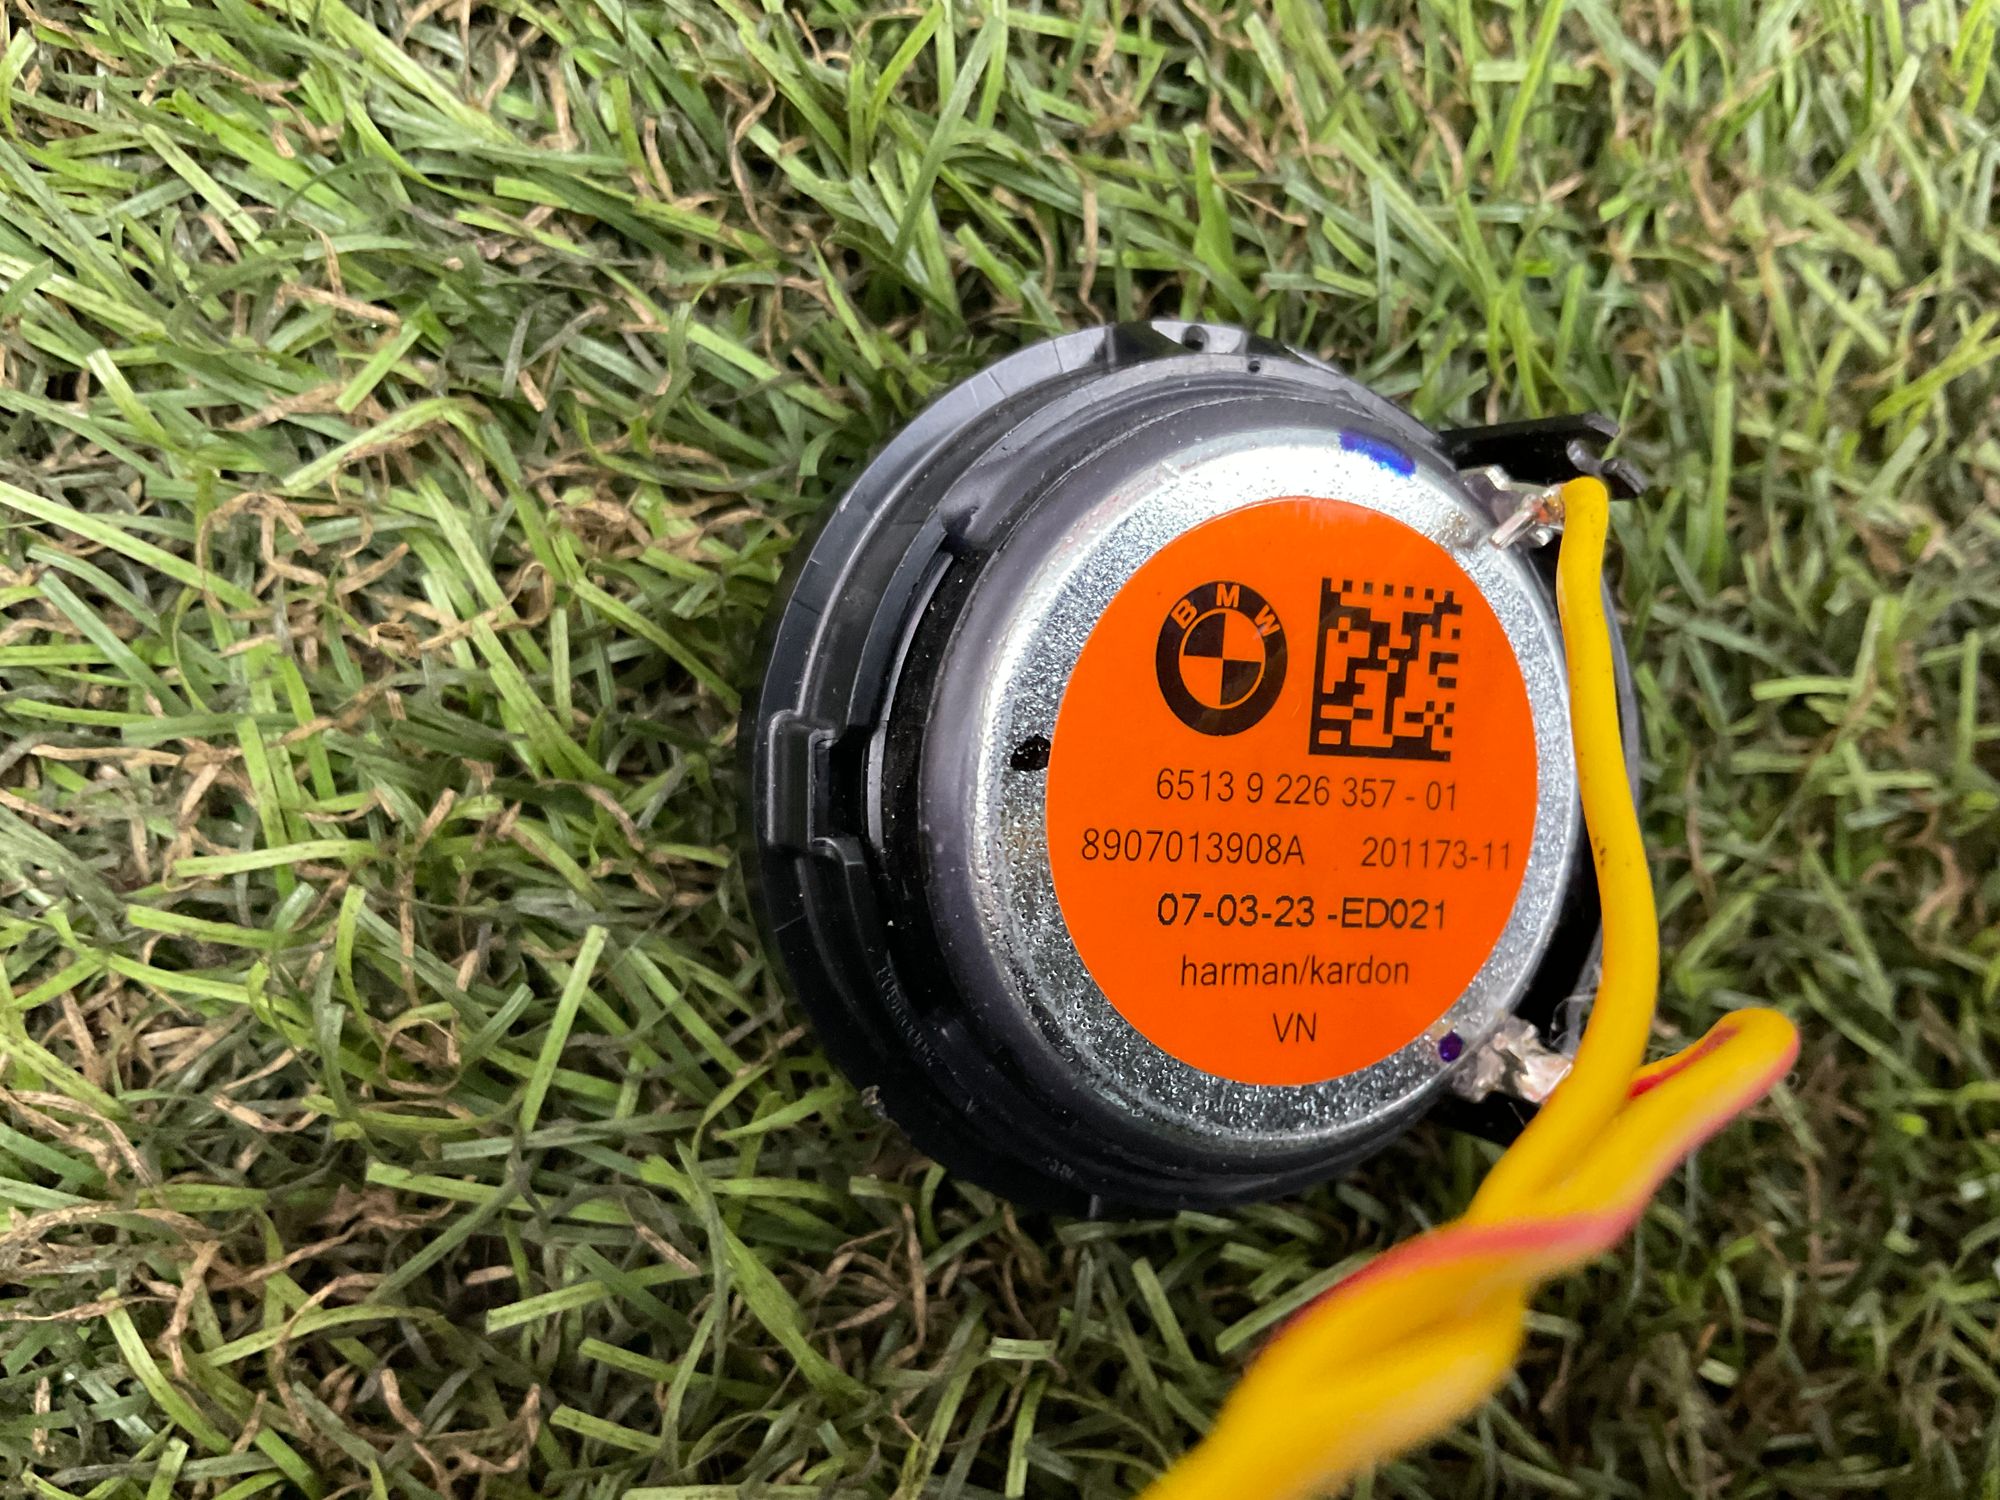 BMW
6513 9 226 357 - 01
8907013908A 201173-11
07-03-23 -ED021
harman/kardon
VN